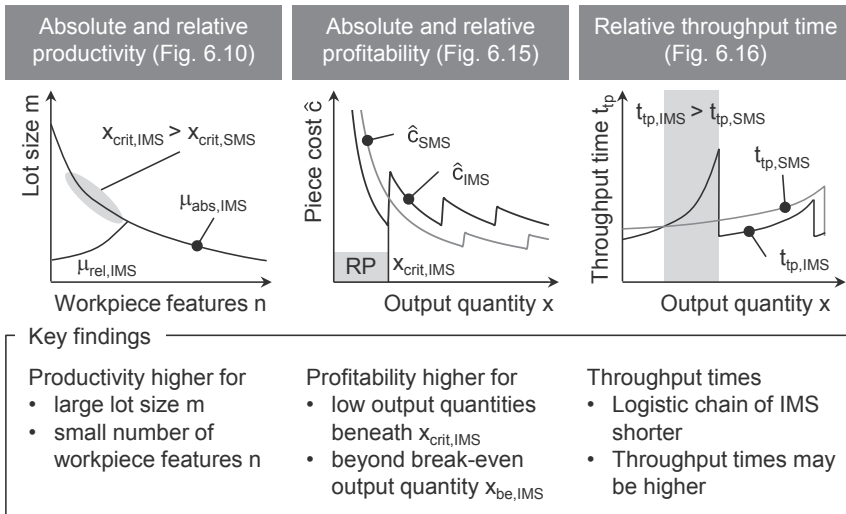 Absolute and relative
productivity (Fig. 6.10)
Absolute and relative
profitability (Fig. 6.15)
Relative throughput time
(Fig. 6.16)
Lot size m
x_crit,IMS > x_crit,SMS
μ_abs,IMS
μ_rel,IMS
Workpiece features n
Piece cost ĉ
ĉ_SMS
ĉ_IMS
RP
x_crit,IMS
Output quantity x
Throughput time t_tp
t_tp,IMS > t_tp,SMS
t_tp,SMS
t_tp,IMS
Output quantity x
Key findings
Productivity higher for
• large lot size m
• small number of
workpiece features n
Profitability higher for
• low output quantities
beneath x_crit,IMS
• beyond break-even
output quantity x_be,IMS
Throughput times
• Logistic chain of IMS
shorter
• Throughput times may
be higher